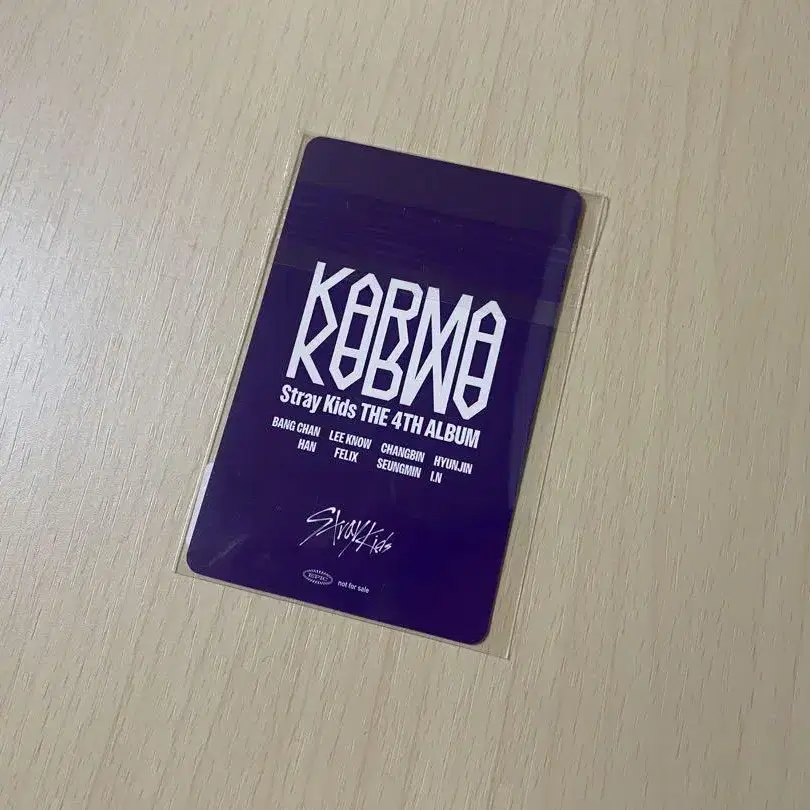 KARMA
Stray Kids THE 4TH ALBUM
BANG CHAN LEE KNOW CHANGBIN HYUNJIN
HAN FELIX SEUNGMIN I.N
Stray Kids
EPIC not for sale